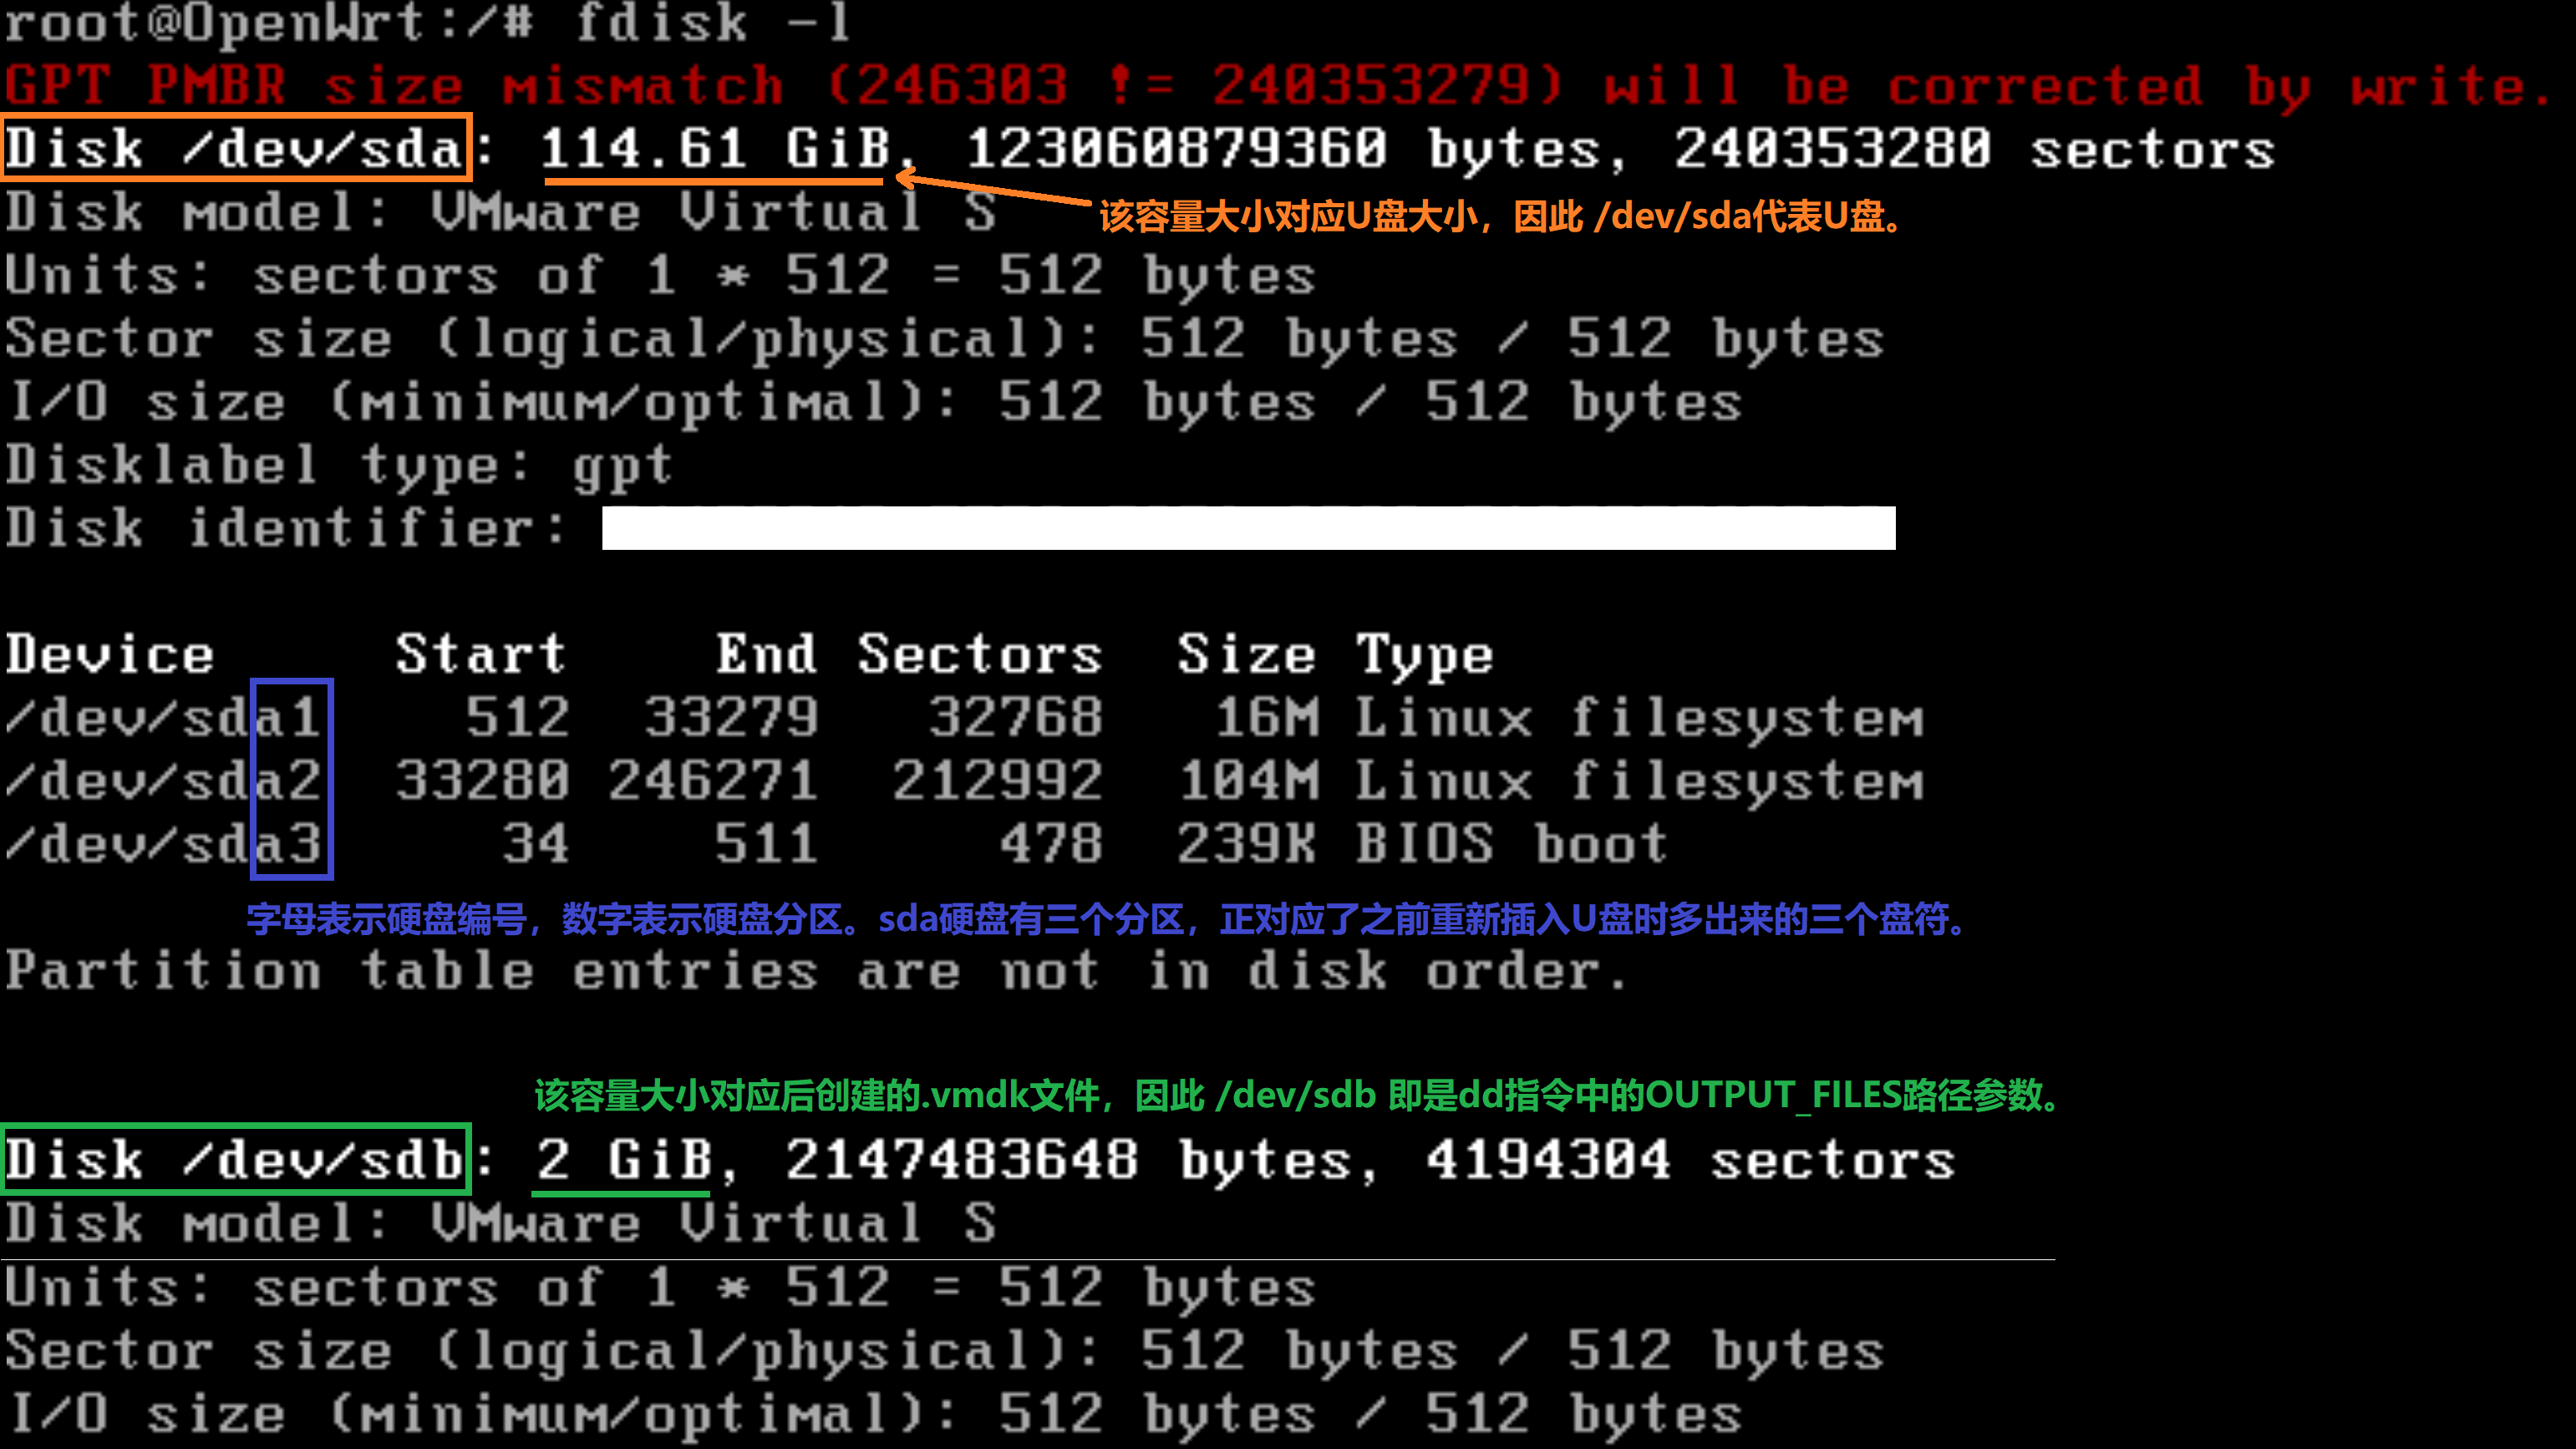 root@OpenWrt:/# fdisk -l
GPT PMBR size mismatch (246303 != 240353279) will be corrected by write.
Disk /dev/sda: 114.61 GiB, 123060879360 bytes, 240353280 sectors
Disk model: VMware Virtual S
该容量大小对应U盘大小，因此 /dev/sda代表U盘。
Units: sectors of 1 * 512 = 512 bytes
Sector size (logical/physical): 512 bytes / 512 bytes
I/O size (minimum/optimal): 512 bytes / 512 bytes
Disklabel type: gpt
Disk identifier:
Device Start End Sectors Size Type
/dev/sda1 512 33279 32768 16M Linux filesystem
/dev/sda2 33280 246271 212992 104M Linux filesystem
/dev/sda3 34 511 478 239K BIOS boot
字母表示硬盘编号，数字表示硬盘分区。sda硬盘有三个分区，正对应了之前重新插入U盘时多出来的三个盘符。
Partition table entries are not in disk order.
该容量大小对应后创建的.vmdk文件，因此 /dev/sdb 即是dd指令中的OUTPUT_FILES路径参数。
Disk /dev/sdb: 2 GiB, 2147483648 bytes, 4194304 sectors
Disk model: VMware Virtual S
Units: sectors of 1 * 512 = 512 bytes
Sector size (logical/physical): 512 bytes / 512 bytes
I/O size (minimum/optimal): 512 bytes / 512 bytes